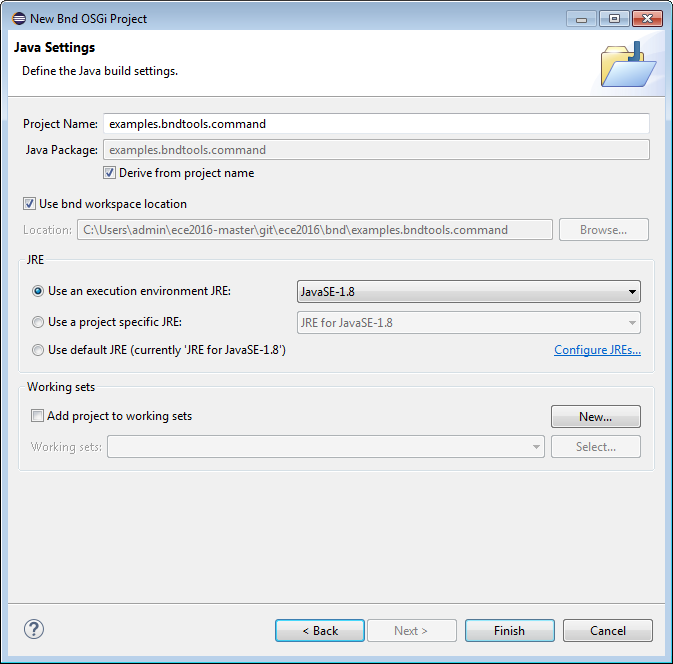 New Bnd OSGi Project
Java Settings
Define the Java build settings.
Project Name: examples.bndtools.command
Java Package: examples.bndtools.command
Derive from project name
Use bnd workspace location
Location: C:\Users\admin\ece2016-master\git\ece2016\bnd\examples.bndtools.command Browse...
JRE
Use an execution environment JRE: JavaSE-1.8
Use a project specific JRE: JRE for JavaSE-1.8
Use default JRE (currently 'JRE for JavaSE-1.8') Configure JREs...
Working sets
Add project to working sets New...
Working sets: Select...
? < Back Next > Finish Cancel